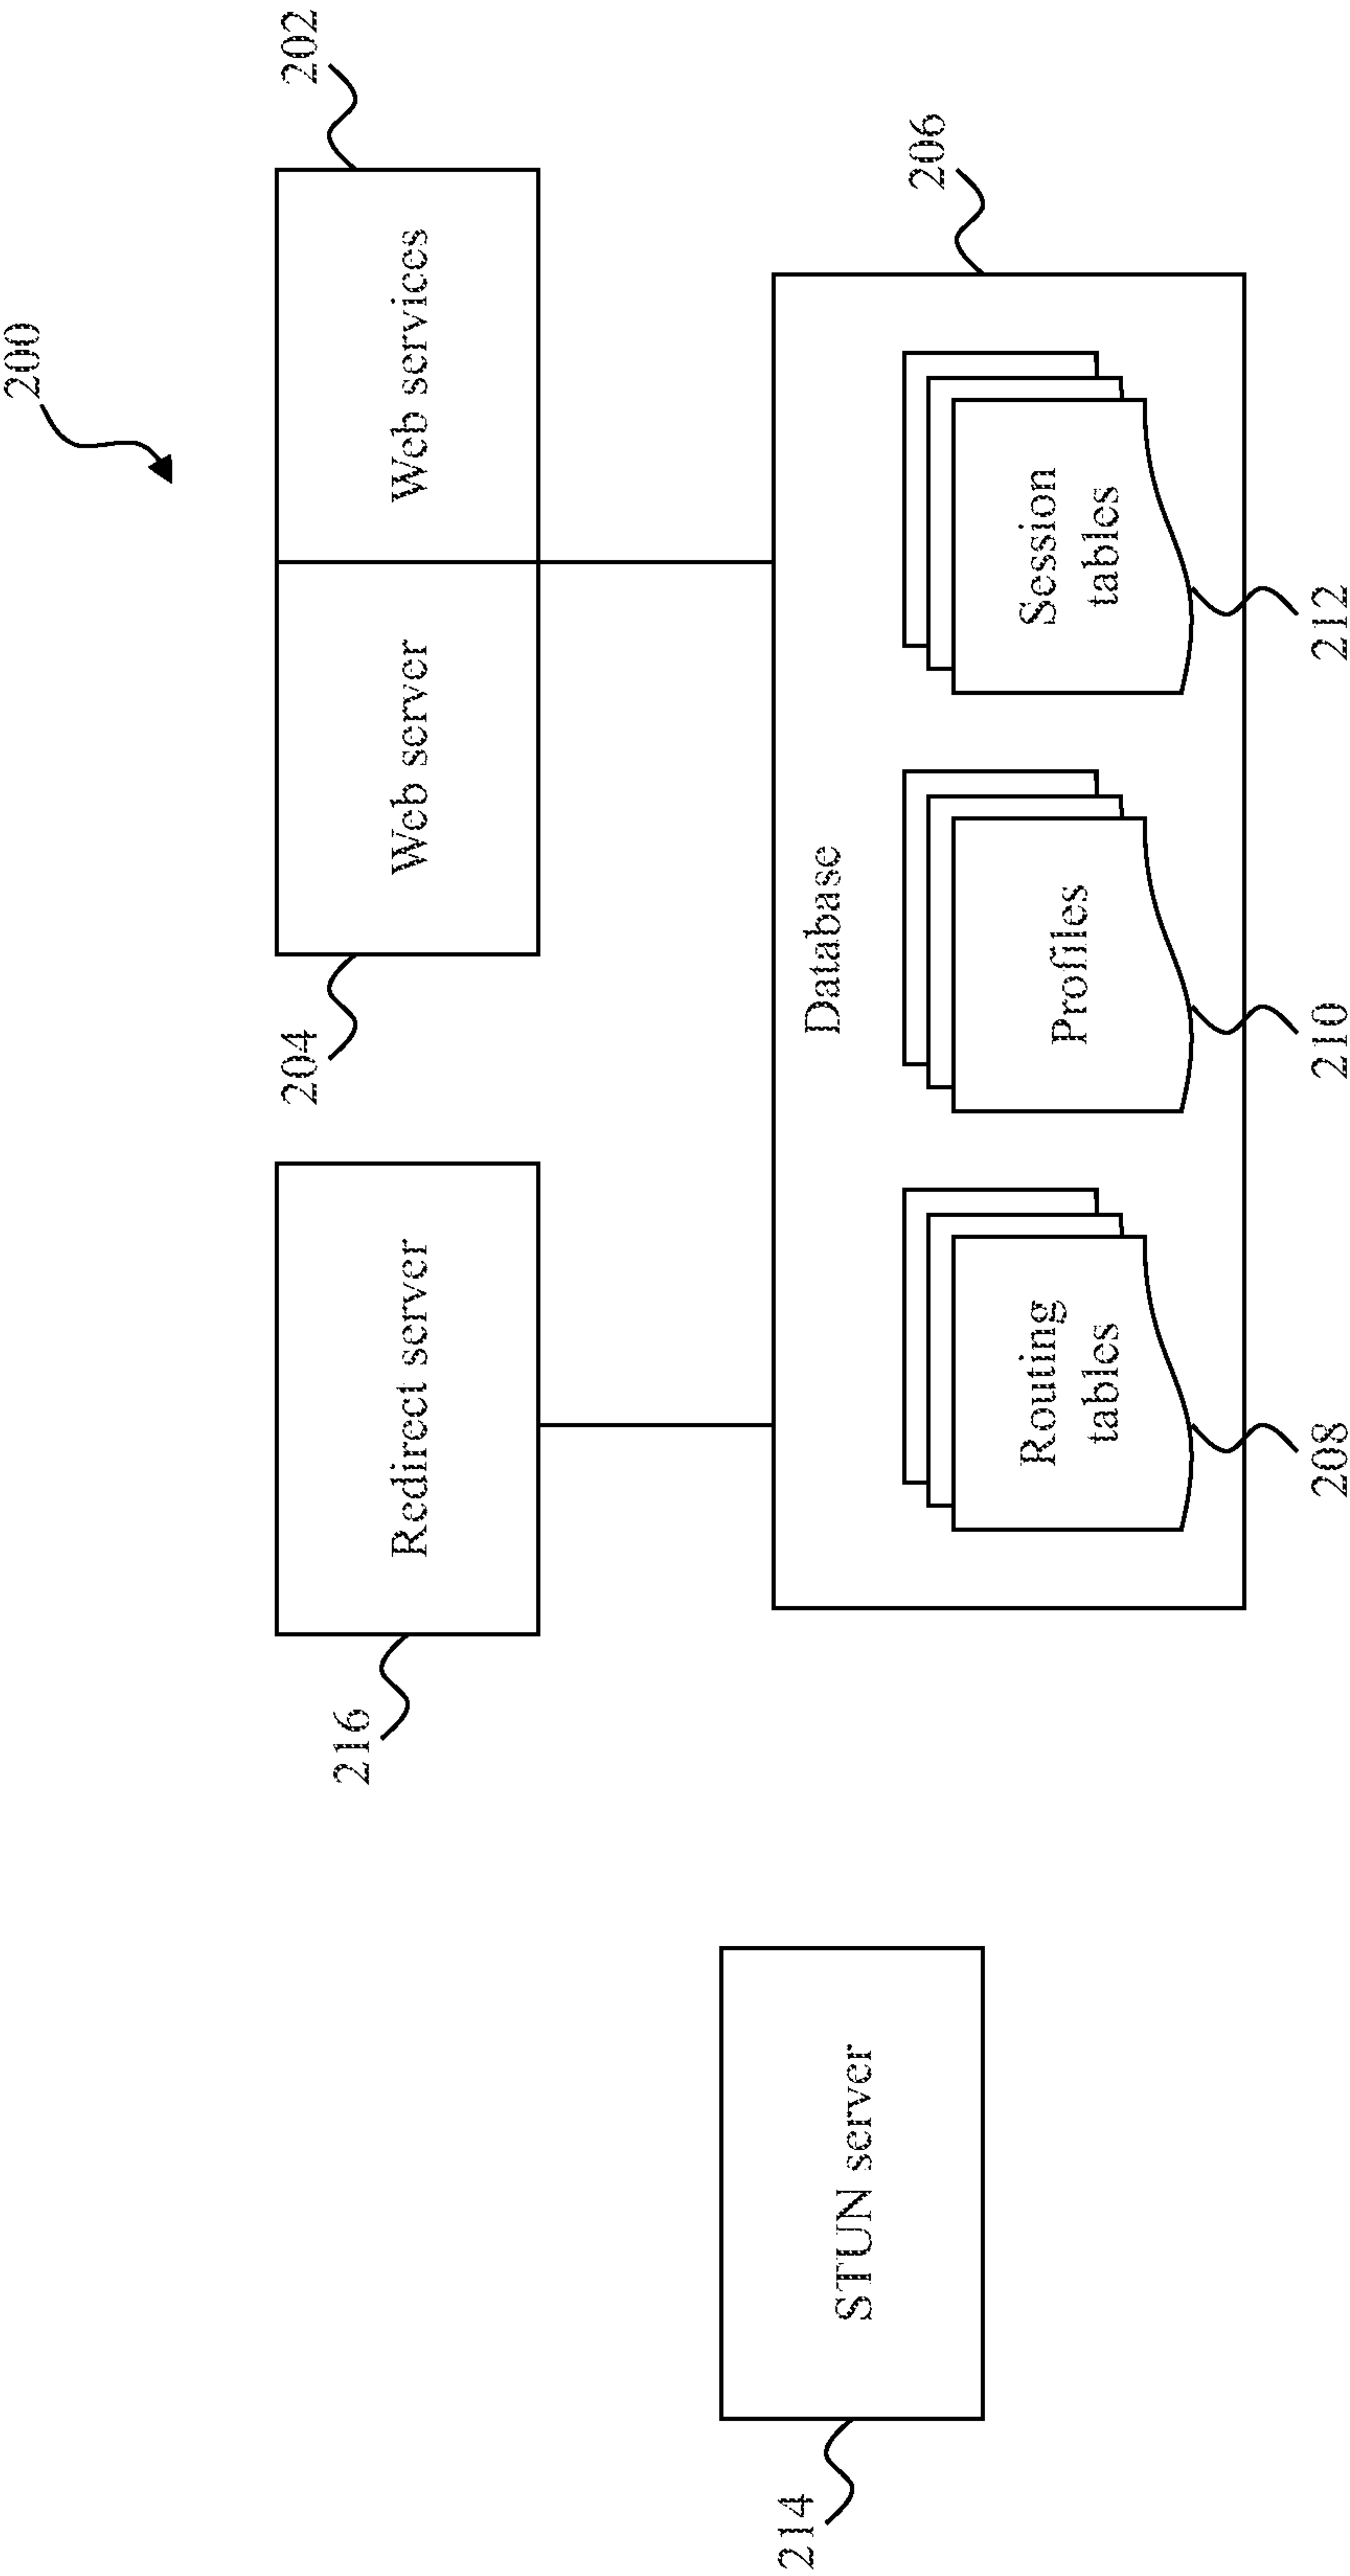 200
216
Redirect server
204
Web server
Web services
202
214
STUN server
Database
206
Routing
tables
208
Profiles
210
Session
tables
212